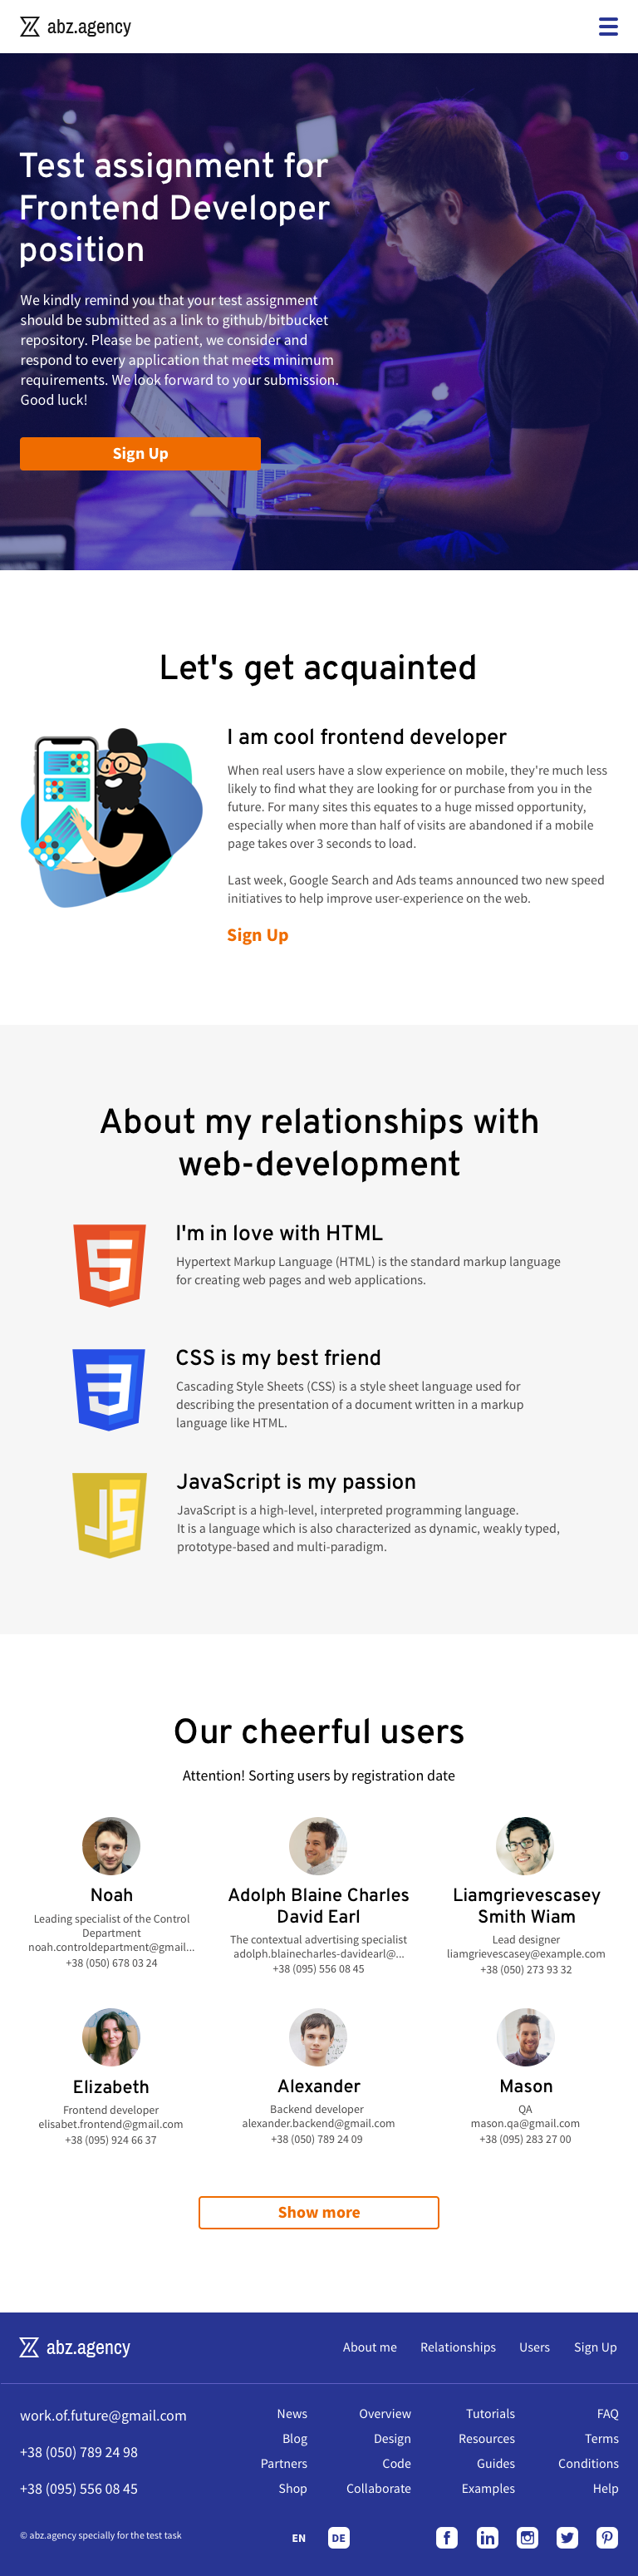 abz.agency
Test assignment for
Frontend Developer
position
We kindly remind you that your test assignment
should be submitted as a link to github/bitbucket
repository. Please be patient, we consider and
respond to every application that meets minimum
requirements. We look forward to your submission.
Good luck!
Sign Up
Let's get acquainted
I am cool frontend developer
When real users have a slow experience on mobile, they're much less
likely to find what they are looking for or purchase from you in the
future. For many sites this equates to a huge missed opportunity,
especially when more than half of visits are abandoned if a mobile
page takes over 3 seconds to load.
Last week, Google Search and Ads teams announced two new speed
initiatives to help improve user-experience on the web.
Sign Up
About my relationships with
web-development
I'm in love with HTML
Hypertext Markup Language (HTML) is the standard markup language
for creating web pages and web applications.
CSS is my best friend
Cascading Style Sheets (CSS) is a style sheet language used for
describing the presentation of a document written in a markup
language like HTML.
JS
JavaScript is my passion
JavaScript is a high-level, interpreted programming language.
It is a language which is also characterized as dynamic, weakly typed,
prototype-based and multi-paradigm.
Our cheerful users
Attention! Sorting users by registration date
Noah
Leading specialist of the Control
Department
noah.controldepartment@gmail...
+38 (050) 678 03 24
Adolph Blaine Charles
David Earl
The contextual advertising specialist
adolph.blainecharles-davidearl@...
+38 (095) 556 08 45
Liamgrievescasey
Smith Wiam
Lead designer
liamgrievescasey@example.com
+38 (050) 273 93 32
Elizabeth
Frontend developer
elisabet.frontend@gmail.com
+38 (095) 924 66 37
Alexander
Backend developer
alexander.backend@gmail.com
+38 (050) 789 24 09
Mason
QA
mason.qa@gmail.com
+38 (095) 283 27 00
Show more
abz.agency
About me Relationships Users Sign Up
work.of.future@gmail.com
+38 (050) 789 24 98
+38 (095) 556 08 45
News Overview Tutorials FAQ
Blog Design Resources Terms
Partners Code Guides Conditions
Shop Collaborate Examples Help
© abz.agency specially for the test task
EN DE